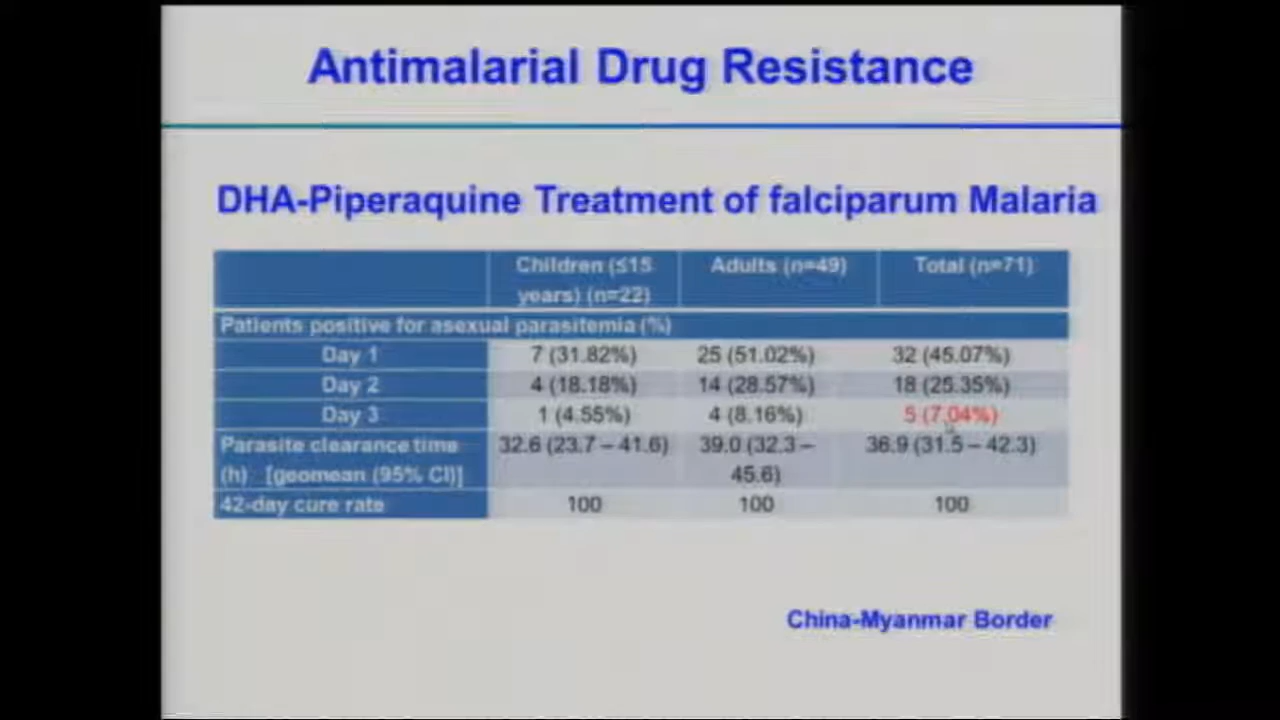 Antimalarial Drug Resistance
DHA-Piperaquine Treatment of falciparum Malaria
Children (≤15 years) (n=22) Adults (n=49) Total (n=71)
Patients positive for asexual parasitemia (%)
Day 1 7 (31.82%) 25 (51.02%) 32 (45.07%)
Day 2 4 (18.18%) 14 (28.57%) 18 (25.35%)
Day 3 1 (4.55%) 4 (8.16%) 5 (7.04%)
Parasite clearance time (h) [geomean (95% CI)] 32.6 (23.7 – 41.6) 39.0 (32.3 – 45.6) 36.9 (31.5 – 42.3)
42-day cure rate 100 100 100
China-Myanmar Border